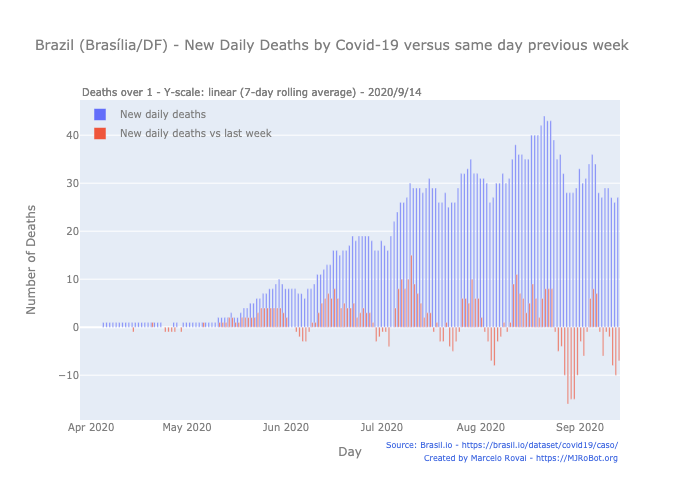 Brazil (Brasília/DF) - New Daily Deaths by Covid-19 versus same day previous week
Deaths over 1 - Y-scale: linear (7-day rolling average) - 2020/9/14
New daily deaths
New daily deaths vs last week
40
30
20
10
0
−10
Number of Deaths
Apr 2020 May 2020 Jun 2020 Jul 2020 Aug 2020 Sep 2020
Day
Source: Brasil.io - https://brasil.io/dataset/covid19/caso/
Created by Marcelo Rovai - https://MJRoBot.org